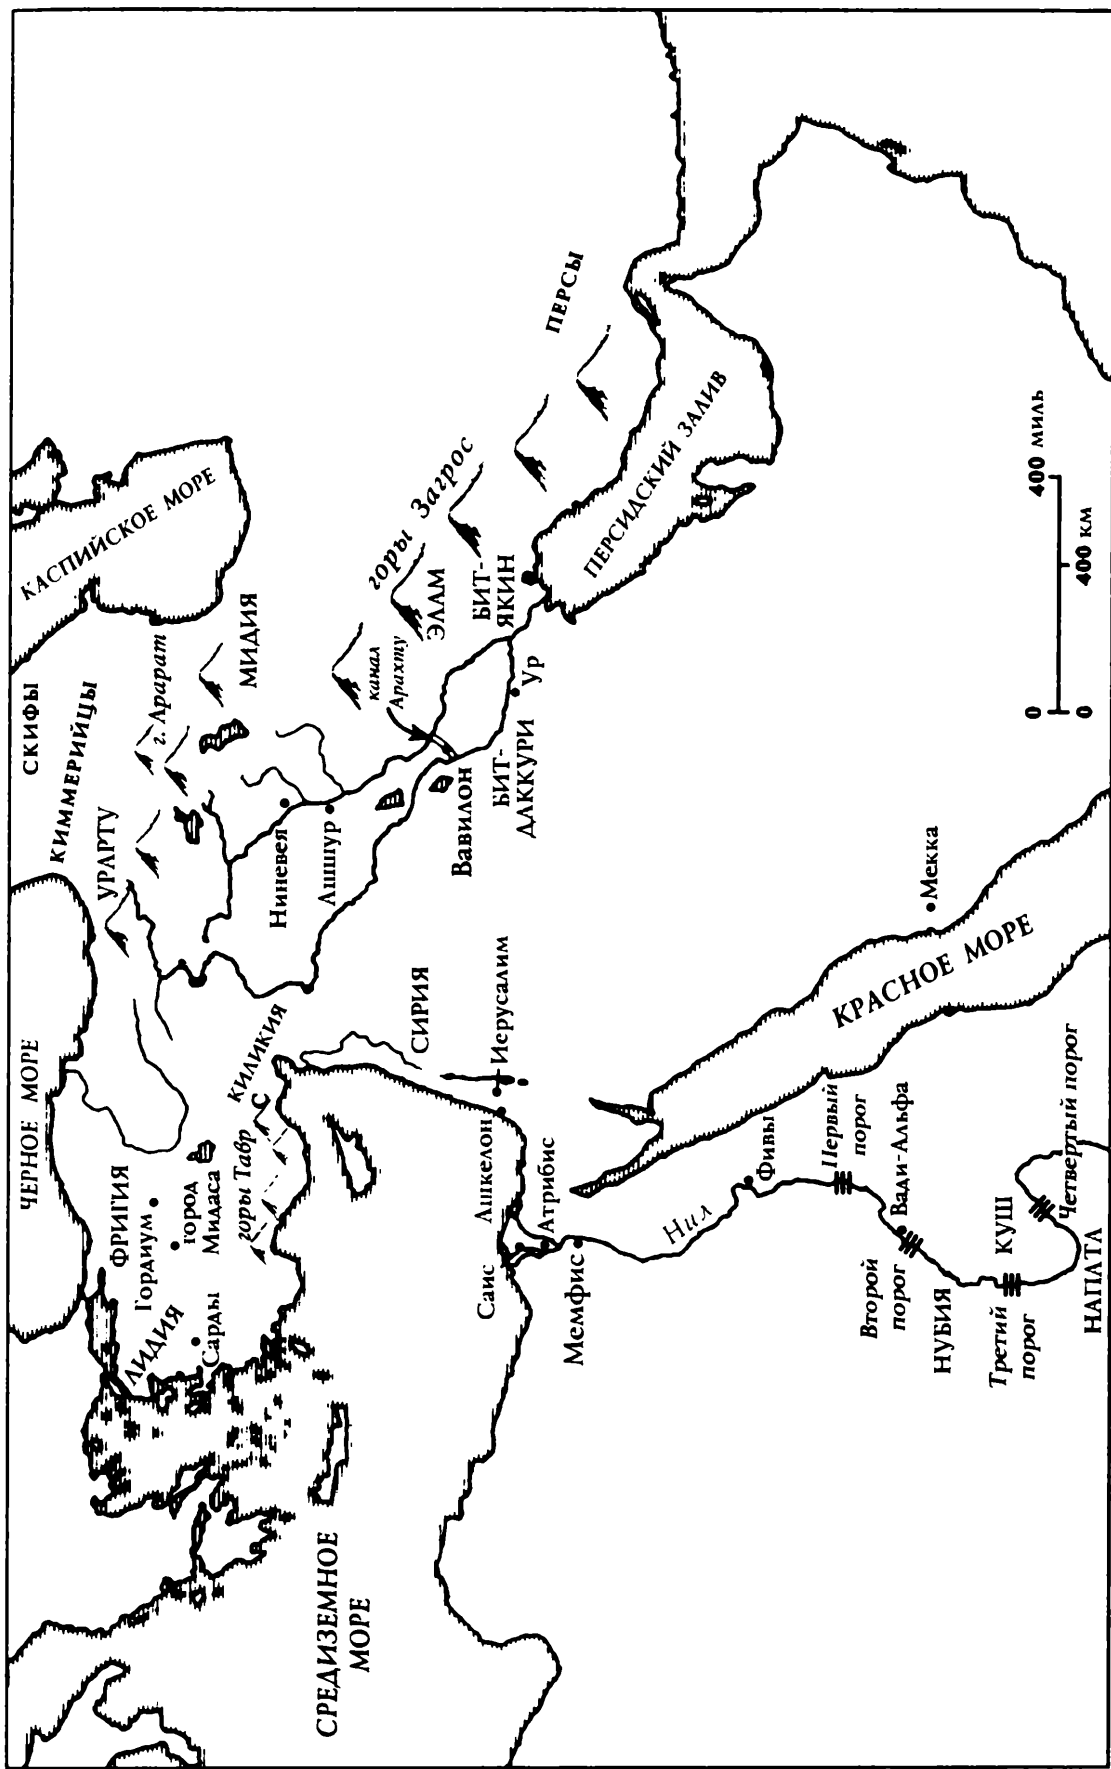 ЧЕРНОЕ МОРЕ
СКИФЫ
КИММЕРИЙЦЫ
КАСПИЙСКОЕ МОРЕ
УРАРТУ
г. Арарат
МИДИЯ
ФРИГИЯ
Гордиум
город
Мидаса
ЛИДИЯ
Сарды
горы Тавр
КИЛИКИЯ
Ниневея
Ашшур
канал
Арахту
горы Загрос
ЭЛАМ
ПЕРСЫ
СРЕДИЗЕМНОЕ
МОРЕ
СИРИЯ
Вавилон
БИТ-
ЯКИН
БИТ-
ДАККУРИ
Ур
Иерусалим
Ашкелон
Саис
Атрибис
Мемфис
ПЕРСИДСКИЙ ЗАЛИВ
Нил
Фивы
Первый
порог
Вади-Альфа
Второй
порог
НУБИЯ
КРАСНОЕ МОРЕ
Мекка
КУШ
Третий
порог
Четвертый порог
НАПАТА
0
400 МИЛЬ
0
400 КМ